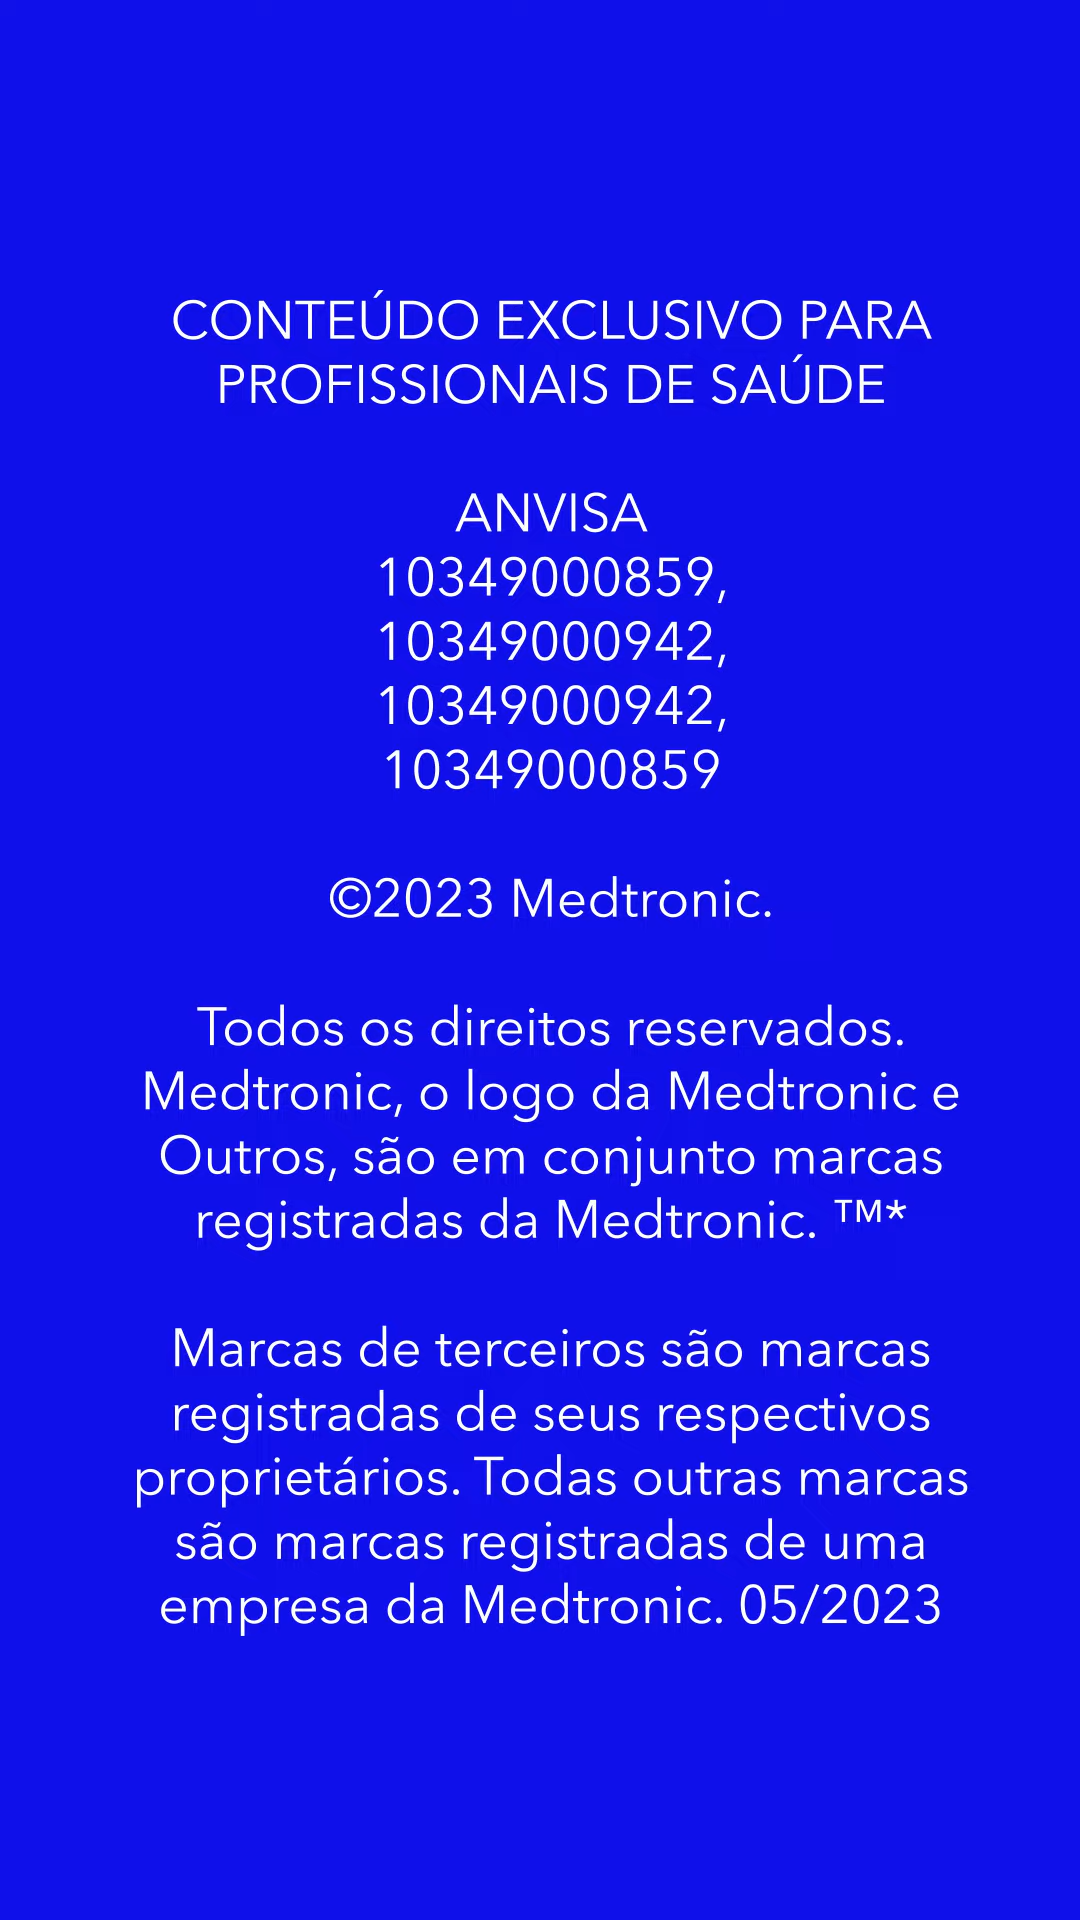 CONTEÚDO EXCLUSIVO PARA
PROFISSIONAIS DE SAÚDE
ANVISA
10349000859,
10349000942,
10349000942,
10349000859
©2023 Medtronic.
Todos os direitos reservados.
Medtronic, o logo da Medtronic e
Outros, são em conjunto marcas
registradas da Medtronic. ™*
Marcas de terceiros são marcas
registradas de seus respectivos
proprietários. Todas outras marcas
são marcas registradas de uma
empresa da Medtronic. 05/2023